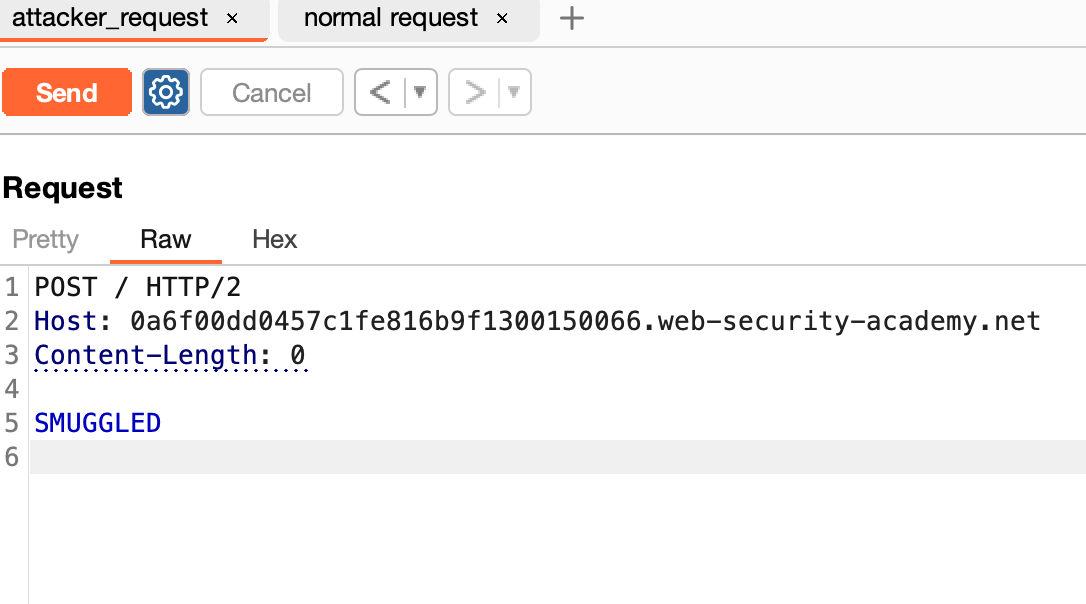 attacker_request × normal request × +
Send Cancel < ▼ > ▼
Request
Pretty Raw Hex
1 POST / HTTP/2
2 Host: 0a6f00dd0457c1fe816b9f1300150066.web-security-academy.net
3 Content-Length: 0
4
5 SMUGGLED
6